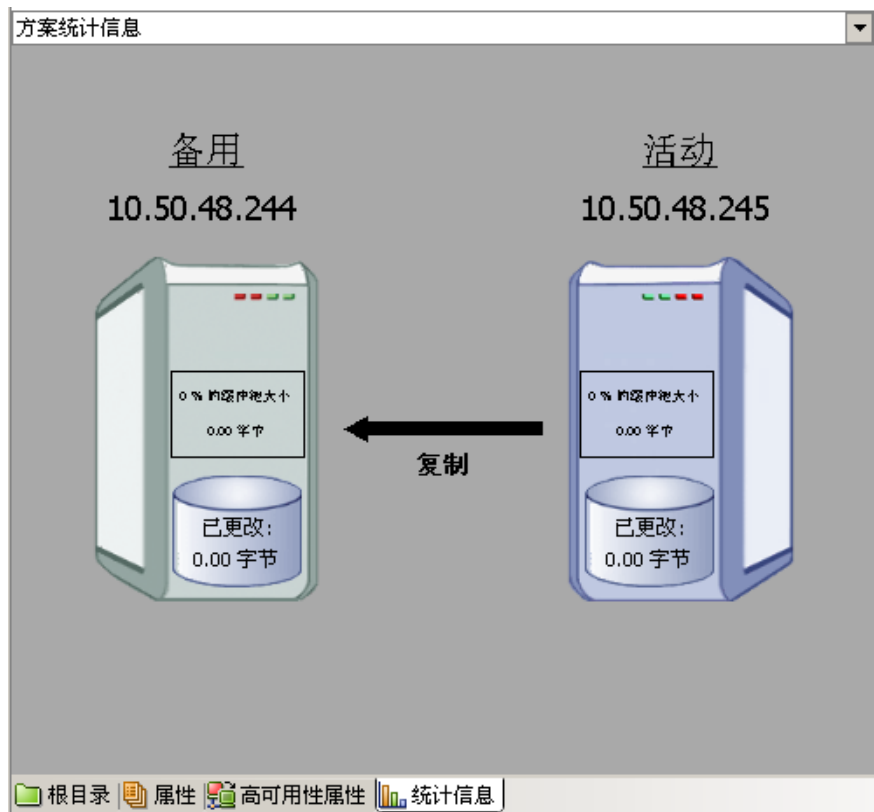 方案统计信息
备用
活动
10.50.48.244
10.50.48.245
0 % 的缓冲池大小
0.00 字节
0 % 的缓冲池大小
0.00 字节
复制
已更改:
0.00 字节
已更改:
0.00 字节
根目录 属性 高可用性属性 统计信息